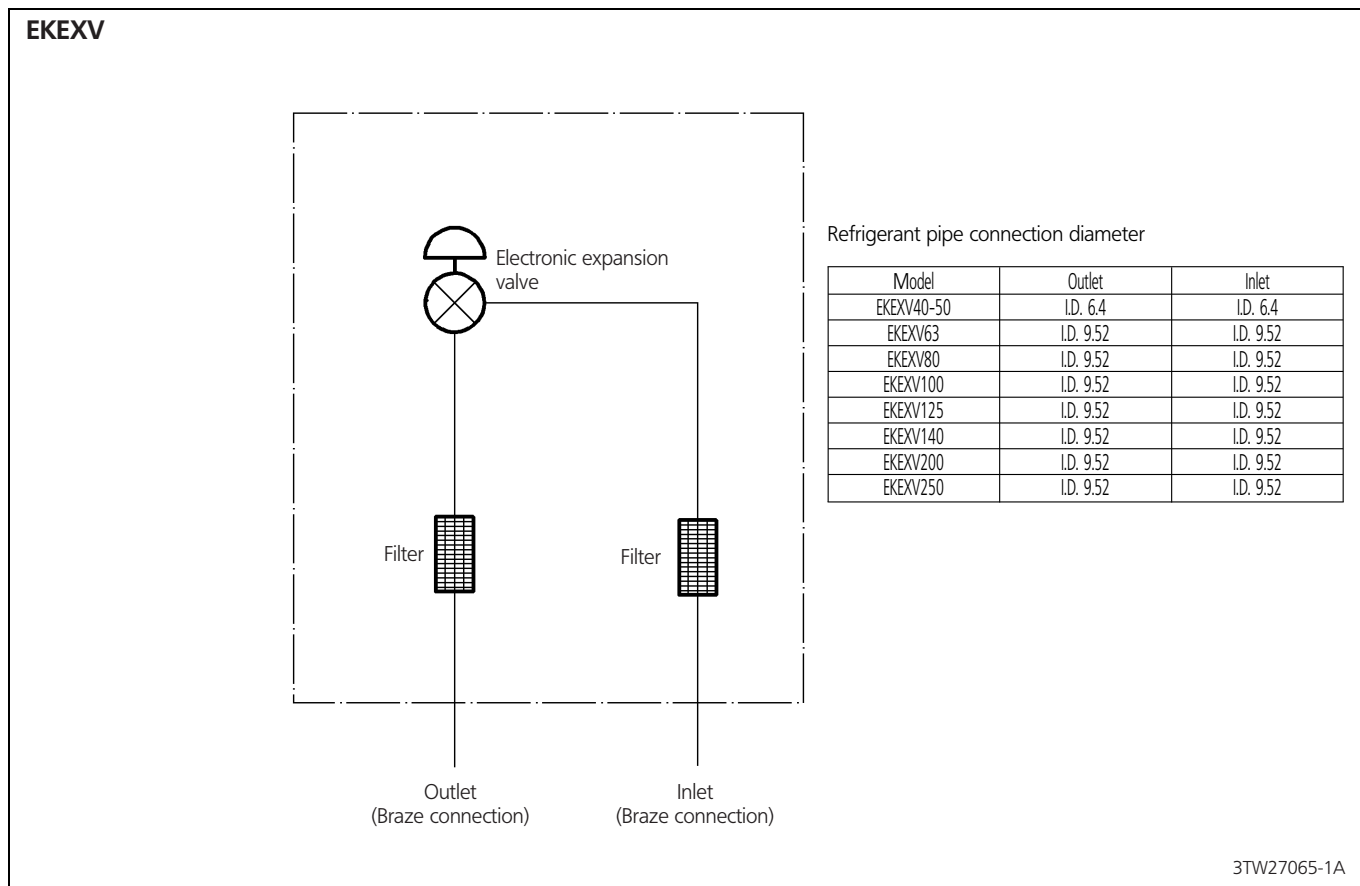 EKEXV
Electronic expansion
valve
Filter
Filter
Outlet
(Braze connection)
Inlet
(Braze connection)
Refrigerant pipe connection diameter
Model Outlet Inlet
EKEXV40-50 I.D. 6.4 I.D. 6.4
EKEXV63 I.D. 9.52 I.D. 9.52
EKEXV80 I.D. 9.52 I.D. 9.52
EKEXV100 I.D. 9.52 I.D. 9.52
EKEXV125 I.D. 9.52 I.D. 9.52
EKEXV140 I.D. 9.52 I.D. 9.52
EKEXV200 I.D. 9.52 I.D. 9.52
EKEXV250 I.D. 9.52 I.D. 9.52
3TW27065-1A